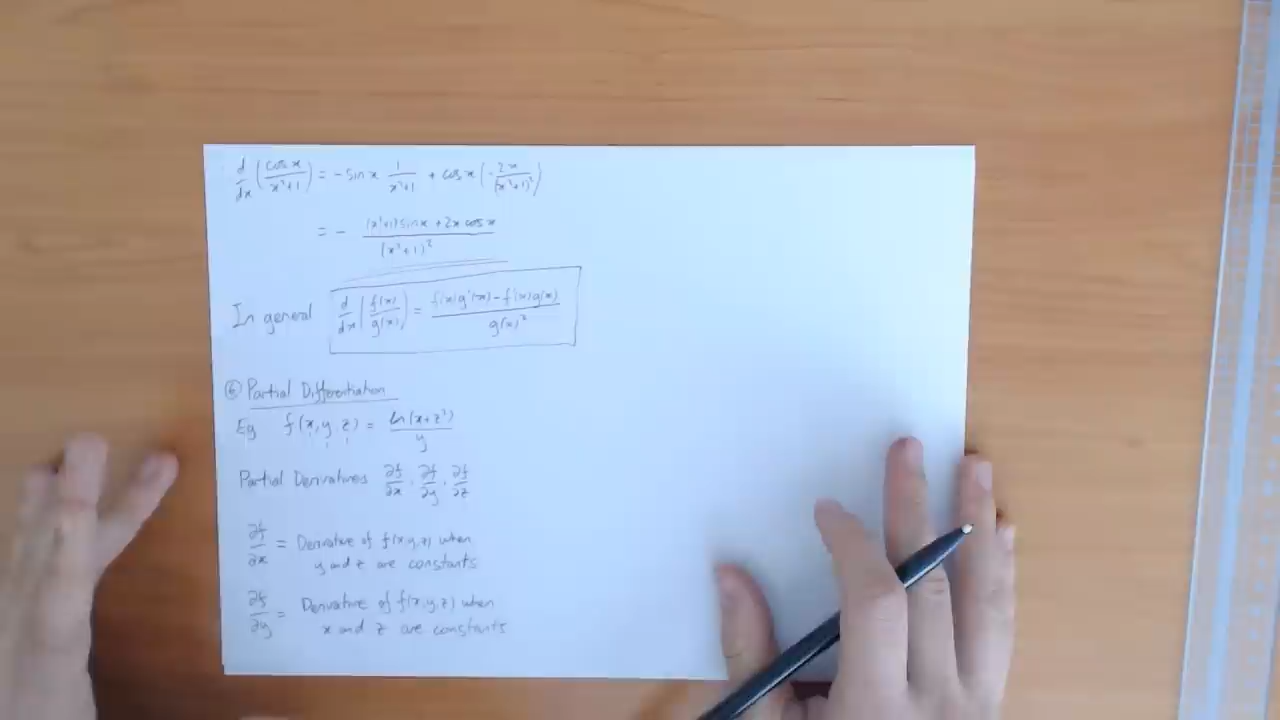 d/dx (cos x / x²+1) = - sin x 1/x²+1 + cos x (- 2x/(x²+1)²)
= - (x²+1) sin x + 2x cos x / (x²+1)²
In general d/dx (f(x)/g(x)) = f(x)g'(x) - f'(x)g(x) / g(x)²
⑥ Partial Differentiation
Eg f(x,y,z) = ln(x+z²)/y
Partial Derivatives ∂f/∂x, ∂f/∂y, ∂f/∂z
∂f/∂x = Derivative of f(x,y,z) when
y and z are constants
∂f/∂y = Derivative of f(x,y,z) when
x and z are constants